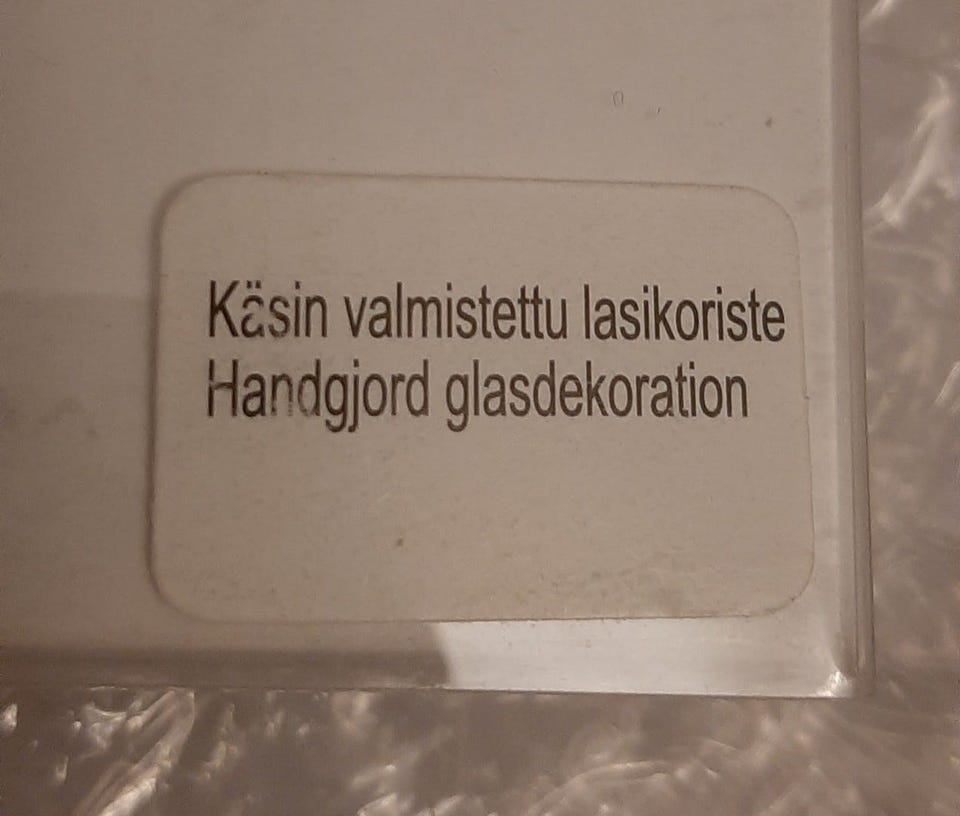 Käsin valmistettu lasikoriste
Handgjord glasdekoration